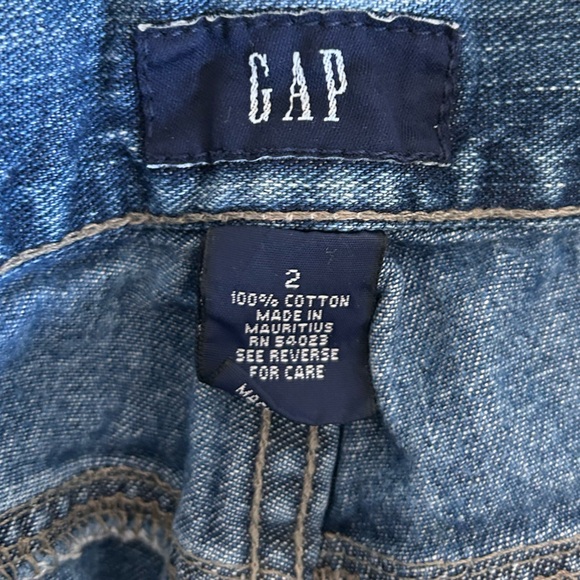 GAP
2
100% COTTON
MADE IN
MAURITIUS
RN 54023
SEE REVERSE
FOR CARE